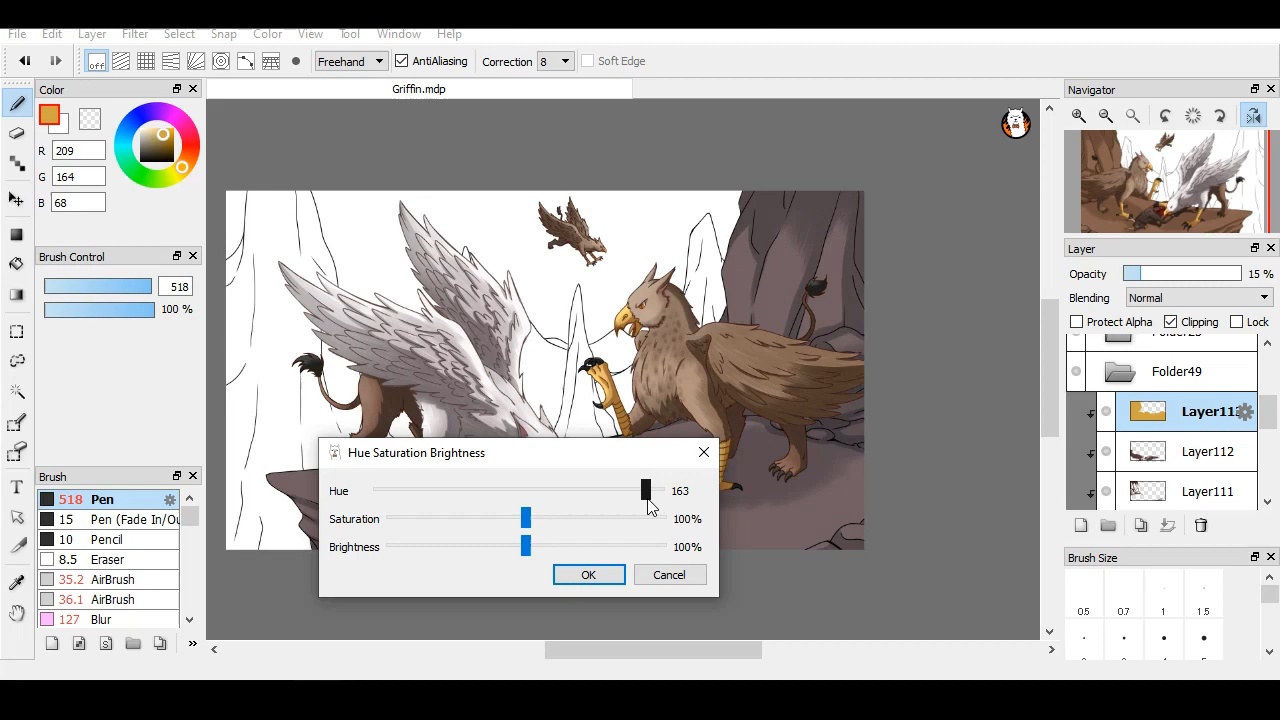 File Edit Layer Filter Select Snap Color View Tool Window Help
off Freehand AntiAliasing Correction 8 Soft Edge
Color
R 209
G 164
B 68
Brush Control
518
100 %
Brush
518 Pen
15 Pen (Fade In/Ou
10 Pencil
8.5 Eraser
35.2 AirBrush
36.1 AirBrush
127 Blur
»
Griffin.mdp
Hue Saturation Brightness
Hue 163
Saturation 100%
Brightness 100%
OK Cancel
Navigator
Layer
Opacity 15 %
Blending Normal
Protect Alpha Clipping Lock
Folder49
Layer113
Layer112
Layer111
Brush Size
0.5 0.7 1 1.5